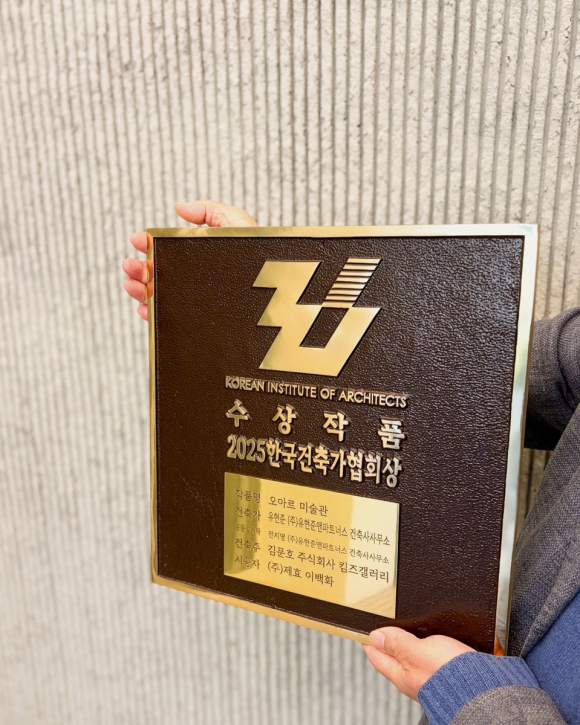 KOREAN INSTITUTE OF ARCHITECTS
수상작품
2025한국건축가협회상
작품명 오아르 미술관
건축가 유현준 (주)유현준앤파트너스 건축사사무소
전지영 (주)유현준앤파트너스 건축사사무소
건축주 김문호 주식회사 킴즈갤러리
시공자 (주)제효 이백화